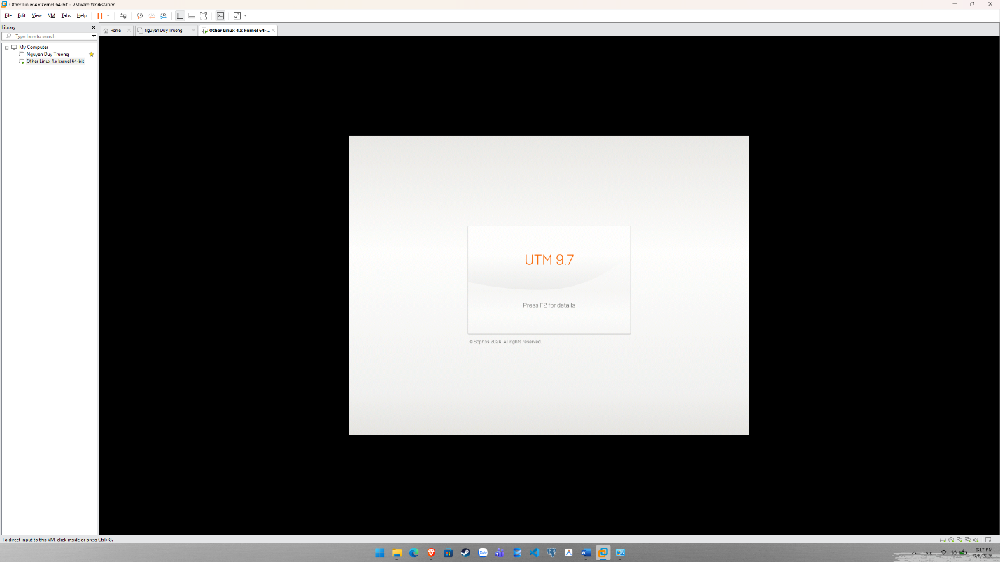 Other Linux 4.x kernel 64-bit - VMware Workstation
File Edit View VM Tabs Help
Library
Type here to search
My Computer
Nguyen Duy Truong
Other Linux 4.x kernel 64-bit
Home
Nguyen Duy Truong
Other Linux 4.x kernel 64-...
UTM 9.7
Press F2 for details
© Sophos 2024. All rights reserved.
To direct input to this VM, click inside or press Ctrl+G.
Zalo
VIE